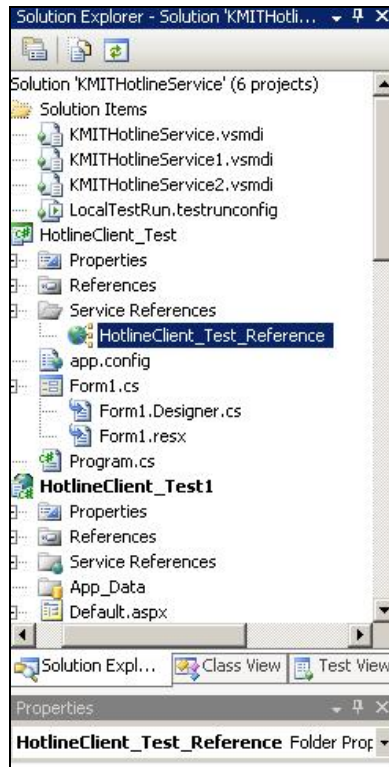 Solution Explorer - Solution 'KMITHotli...
Solution 'KMITHotlineService' (6 projects)
Solution Items
KMITHotlineService.vsmdi
KMITHotlineService1.vsmdi
KMITHotlineService2.vsmdi
LocalTestRun.testrunconfig
HotlineClient_Test
Properties
References
Service References
HotlineClient_Test_Reference
app.config
Form1.cs
Form1.Designer.cs
Form1.resx
Program.cs
HotlineClient_Test1
Properties
References
Service References
App_Data
Default.aspx
Solution Expl... Class View Test View
Properties
HotlineClient_Test_Reference Folder Prop